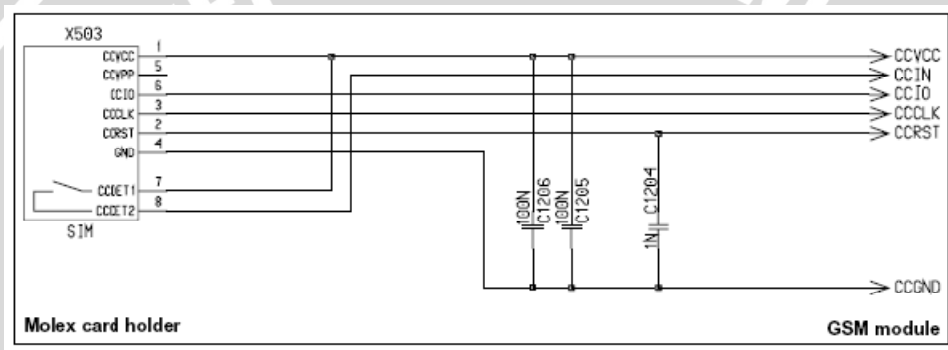 X503
CCVCC 1 CCVCC
CCVPP 5 CCIN
CCIO 6 CCIO
CCCLK 3 CCCLK
CCRST 2 CCRST
GND 4
CCDET1 7
CCDET2 8
SIM
100N C1206
100N C1205
1N C1204
CCGND
Molex card holder
GSM module